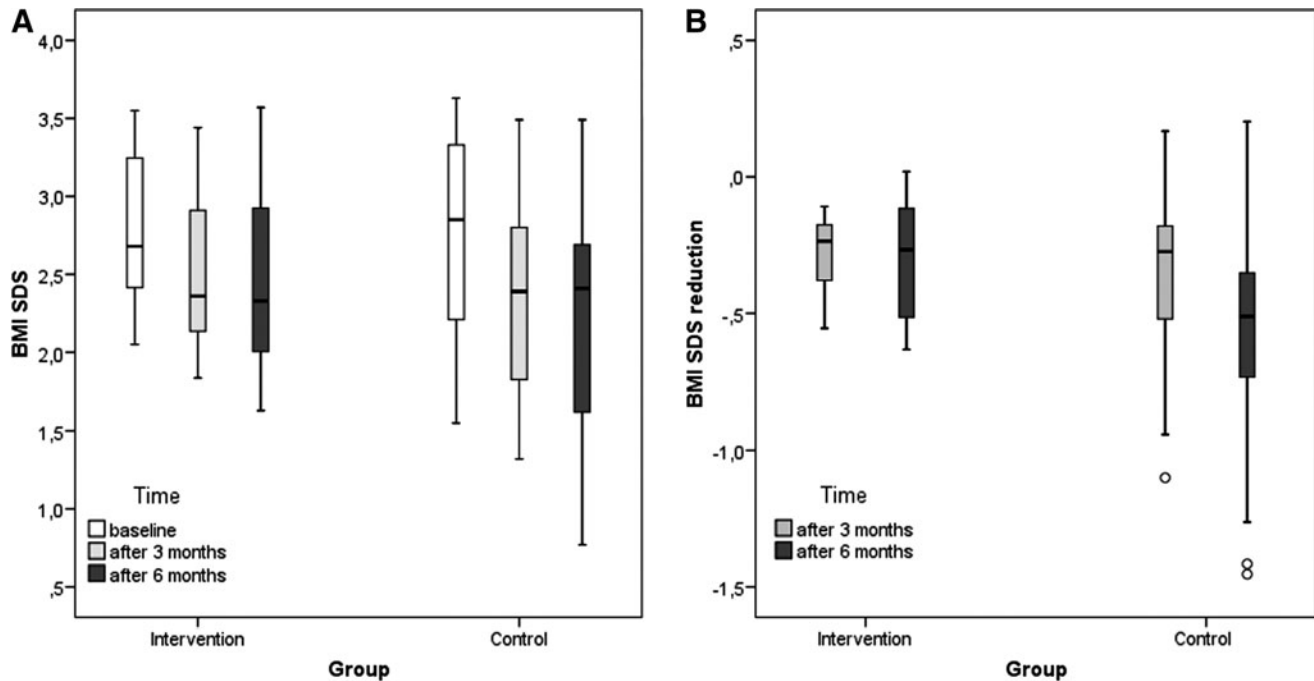 A
4,0
3,5
3,0
2,5
2,0
1,5
1,0
,5
BMI SDS
Time
baseline
after 3 months
after 6 months
Intervention
Control
Group
B
,5
,0
-,5
-1,0
-1,5
BMI SDS reduction
Time
after 3 months
after 6 months
Intervention
Control
Group